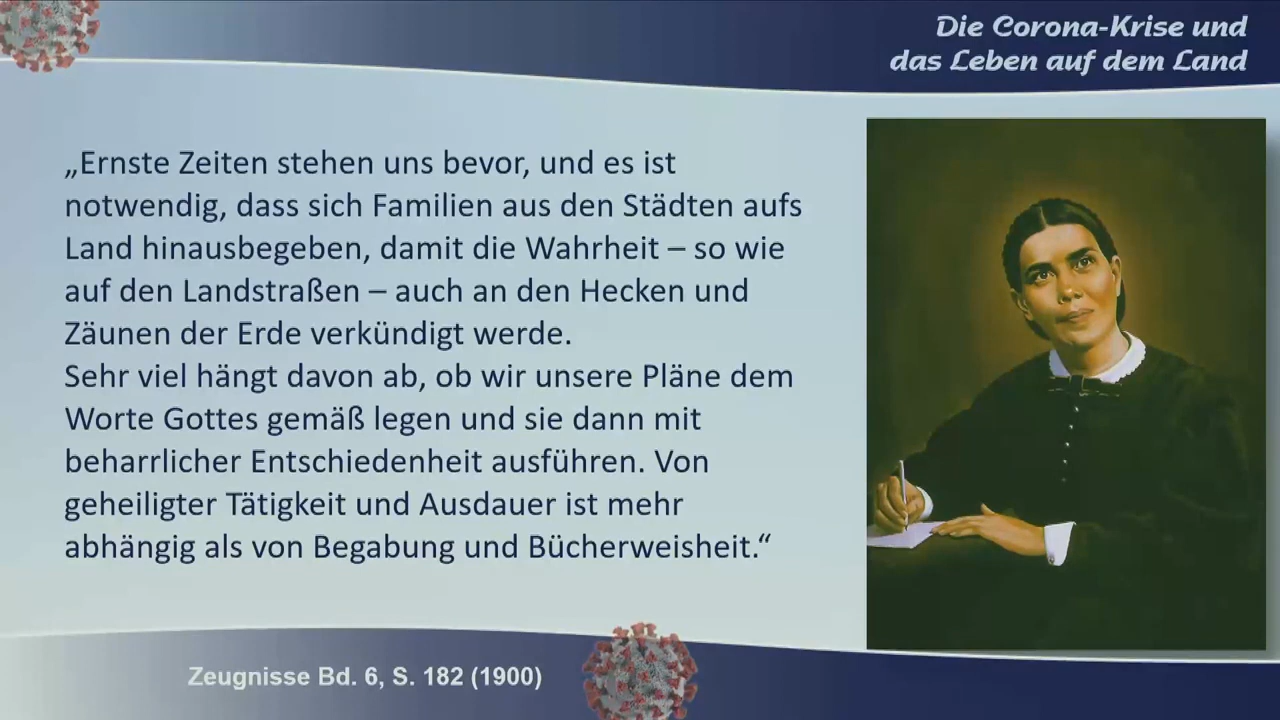 Die Corona-Krise und
das Leben auf dem Land
„Ernste Zeiten stehen uns bevor, und es ist
notwendig, dass sich Familien aus den Städten aufs
Land hinausbegeben, damit die Wahrheit – so wie
auf den Landstraßen – auch an den Hecken und
Zäunen der Erde verkündigt werde.
Sehr viel hängt davon ab, ob wir unsere Pläne dem
Worte Gottes gemäß legen und sie dann mit
beharrlicher Entschiedenheit ausführen. Von
geheiligter Tätigkeit und Ausdauer ist mehr
abhängig als von Begabung und Bücherweisheit.“
Zeugnisse Bd. 6, S. 182 (1900)